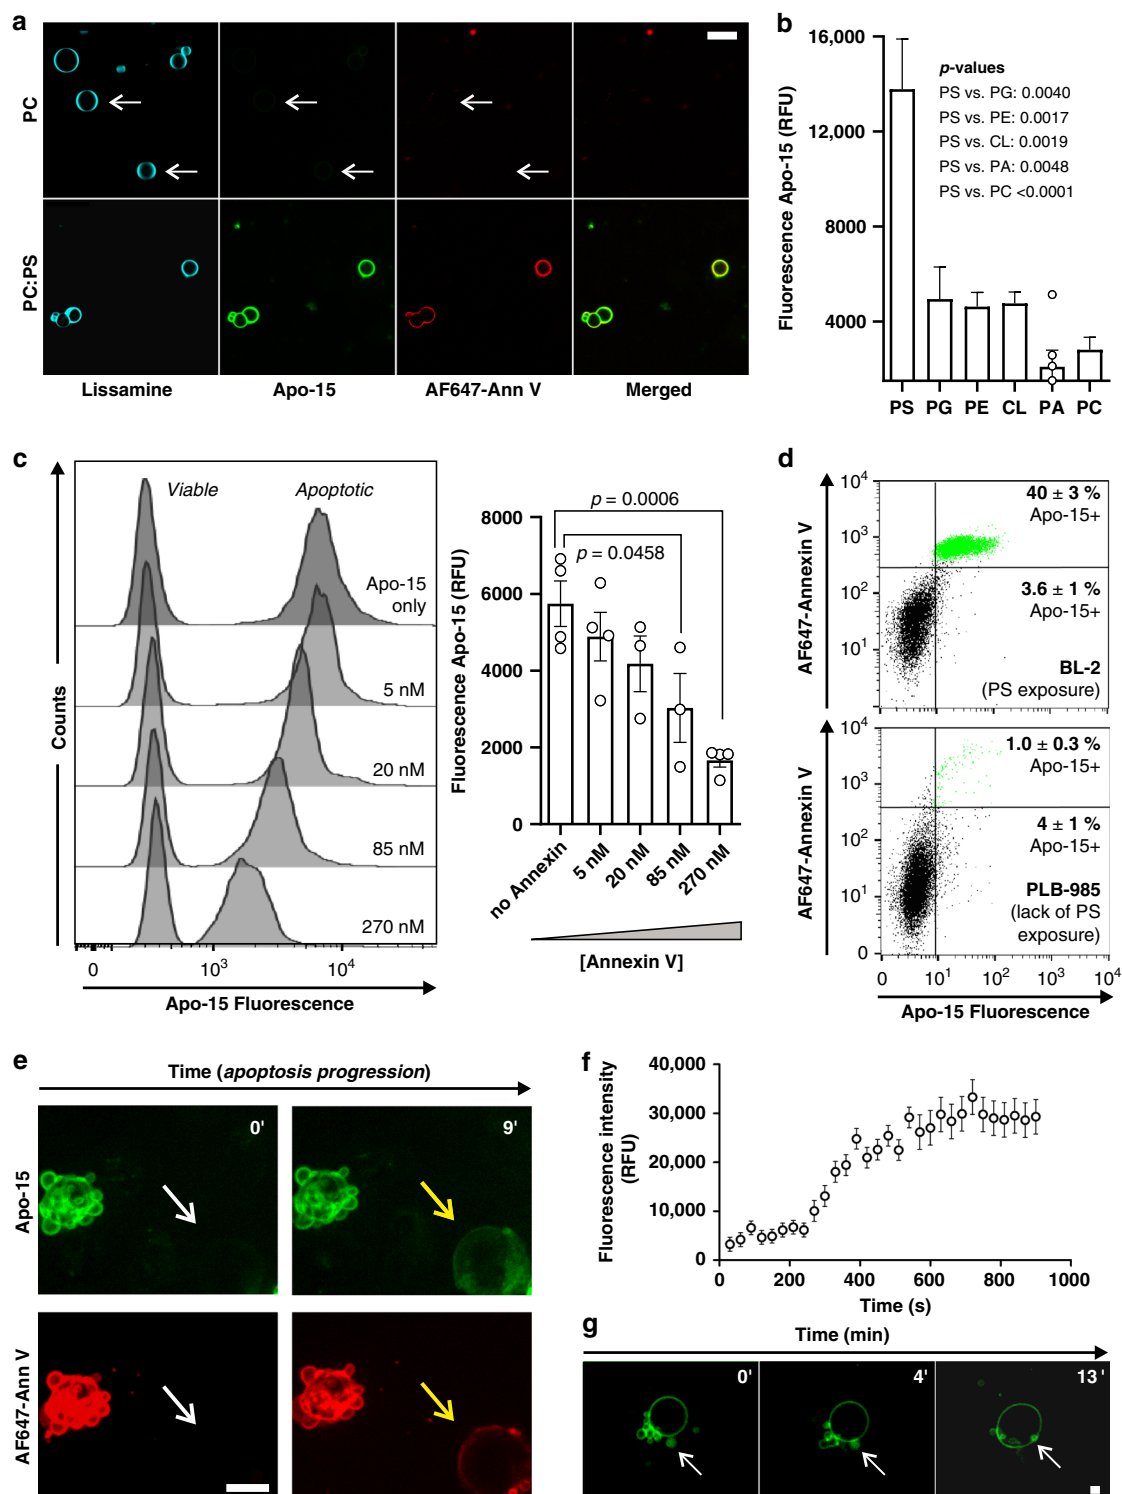 a
PC
PC:PS
Lissamine
Apo-15
AF647-Ann V
Merged
b
Fluorescence Apo-15 (RFU)
16,000
12,000
8000
4000
p-values
PS vs. PG: 0.0040
PS vs. PE: 0.0017
PS vs. CL: 0.0019
PS vs. PA: 0.0048
PS vs. PC <0.0001
PS PG PE CL PA PC
c
Counts
Viable
Apoptotic
Apo-15
only
5 nM
20 nM
85 nM
270 nM
0 10³ 10⁴
Apo-15 Fluorescence
Fluorescence Apo-15 (RFU)
8000
6000
4000
2000
0
p = 0.0006
p = 0.0458
no Annexin
5 nM
20 nM
85 nM
270 nM
[Annexin V]
d
AF647-Annexin V
10⁴
10³
10²
10¹
0
40 ± 3 %
Apo-15+
3.6 ± 1 %
Apo-15+
BL-2
(PS exposure)
0 10¹ 10² 10³ 10⁴
AF647-Annexin V
10⁴
10³
10²
10¹
0
1.0 ± 0.3 %
Apo-15+
4 ± 1 %
Apo-15+
PLB-985
(lack of PS
exposure)
0 10¹ 10² 10³ 10⁴
Apo-15 Fluorescence
e
Time (apoptosis progression)
Apo-15
0'
9'
AF647-Ann V
f
Fluorescence intensity
(RFU)
40,000
30,000
20,000
10,000
0
0 200 400 600 800 1000
Time (s)
g
Time (min)
0'
4'
13'